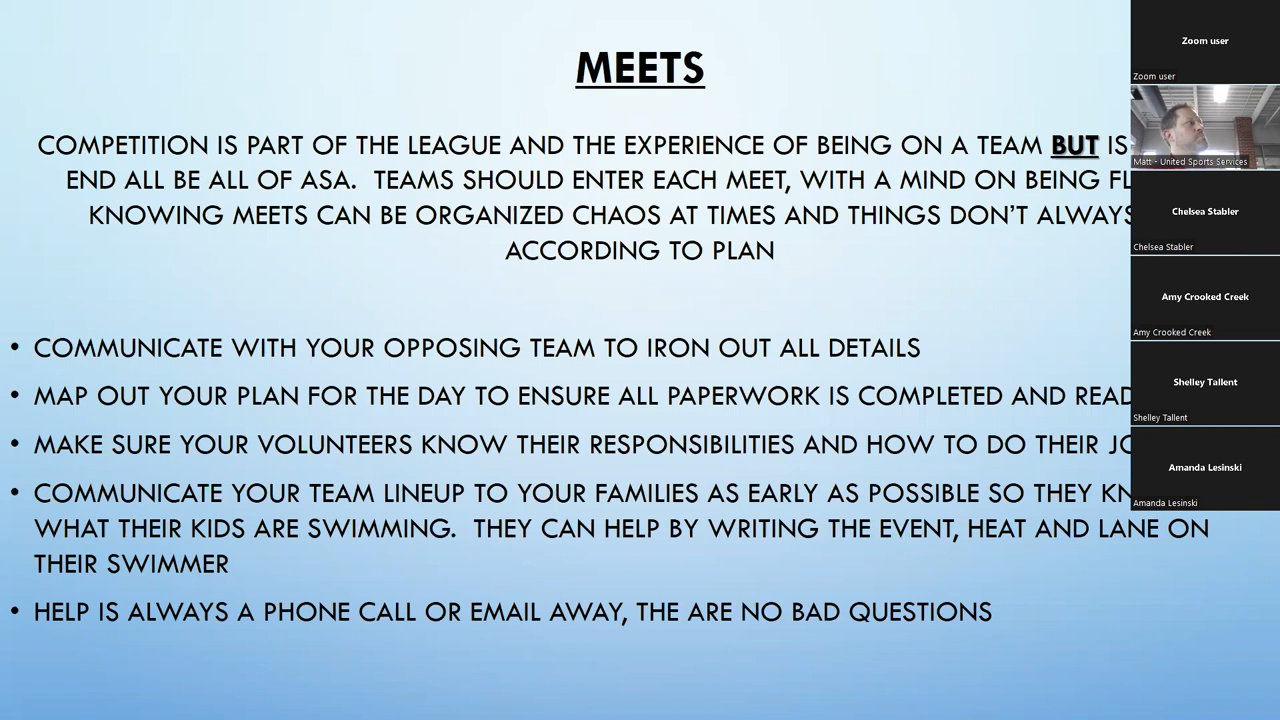 MEETS
COMPETITION IS PART OF THE LEAGUE AND THE EXPERIENCE OF BEING ON A TEAM BUT IS
END ALL BE ALL OF ASA. TEAMS SHOULD ENTER EACH MEET, WITH A MIND ON BEING
KNOWING MEETS CAN BE ORGANIZED CHAOS AT TIMES AND THINGS DON'T ALWAYS
ACCORDING TO PLAN
• COMMUNICATE WITH YOUR OPPOSING TEAM TO IRON OUT ALL DETAILS
• MAP OUT YOUR PLAN FOR THE DAY TO ENSURE ALL PAPERWORK IS COMPLETED AND
• MAKE SURE YOUR VOLUNTEERS KNOW THEIR RESPONSIBILITIES AND HOW TO DO THEIR
• COMMUNICATE YOUR TEAM LINEUP TO YOUR FAMILIES AS EARLY AS POSSIBLE SO THEY
WHAT THEIR KIDS ARE SWIMMING. THEY CAN HELP BY WRITING THE EVENT, HEAT AND LANE ON
THEIR SWIMMER
• HELP IS ALWAYS A PHONE CALL OR EMAIL AWAY, THE ARE NO BAD QUESTIONS
Zoom user
Zoom user
Matt - United Sports Services
Chelsea Stabler
Chelsea Stabler
Amy Crooked Creek
Amy Crooked Creek
Shelley Tallent
Shelley Tallent
Amanda Lesinski
Amanda Lesinski